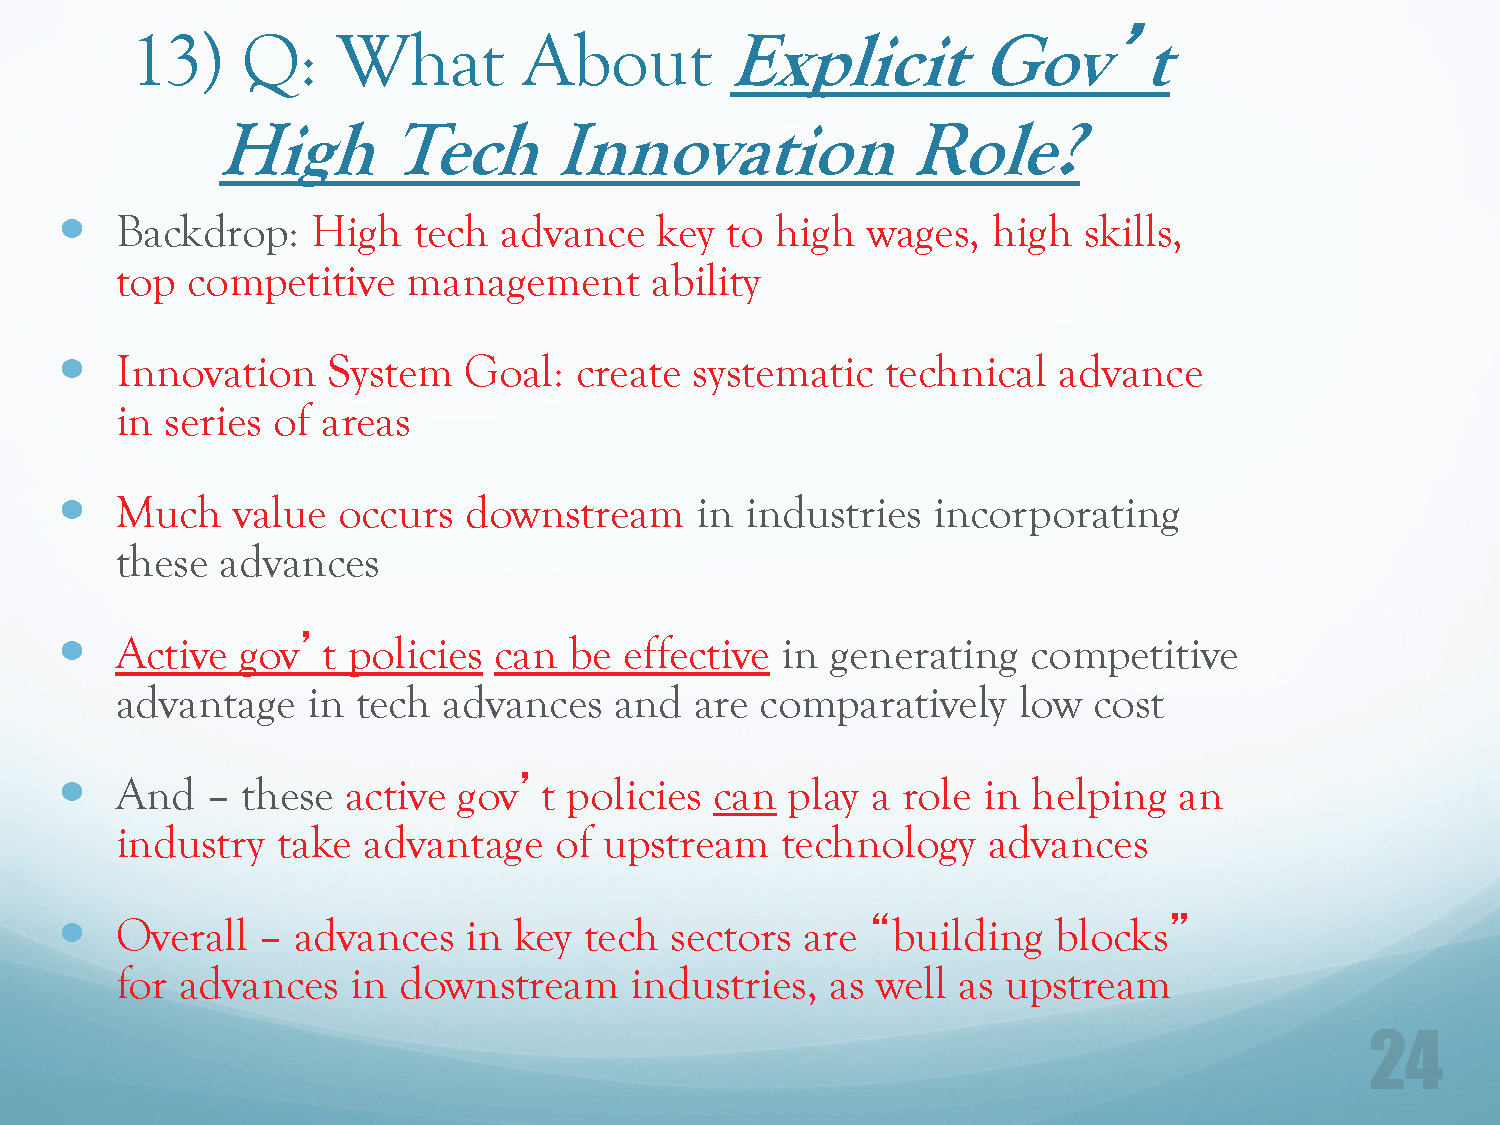 13) Q: What About Explicit Gov’t
High Tech Innovation Role?
• Backdrop: High tech advance key to high wages, high skills,
top competitive management ability
• Innovation System Goal: create systematic technical advance
in series of areas
• Much value occurs downstream in industries incorporating
these advances
• Active gov’t policies can be effective in generating competitive
advantage in tech advances and are comparatively low cost
• And – these active gov’t policies can play a role in helping an
industry take advantage of upstream technology advances
• Overall – advances in key tech sectors are “building blocks”
for advances in downstream industries, as well as upstream
24